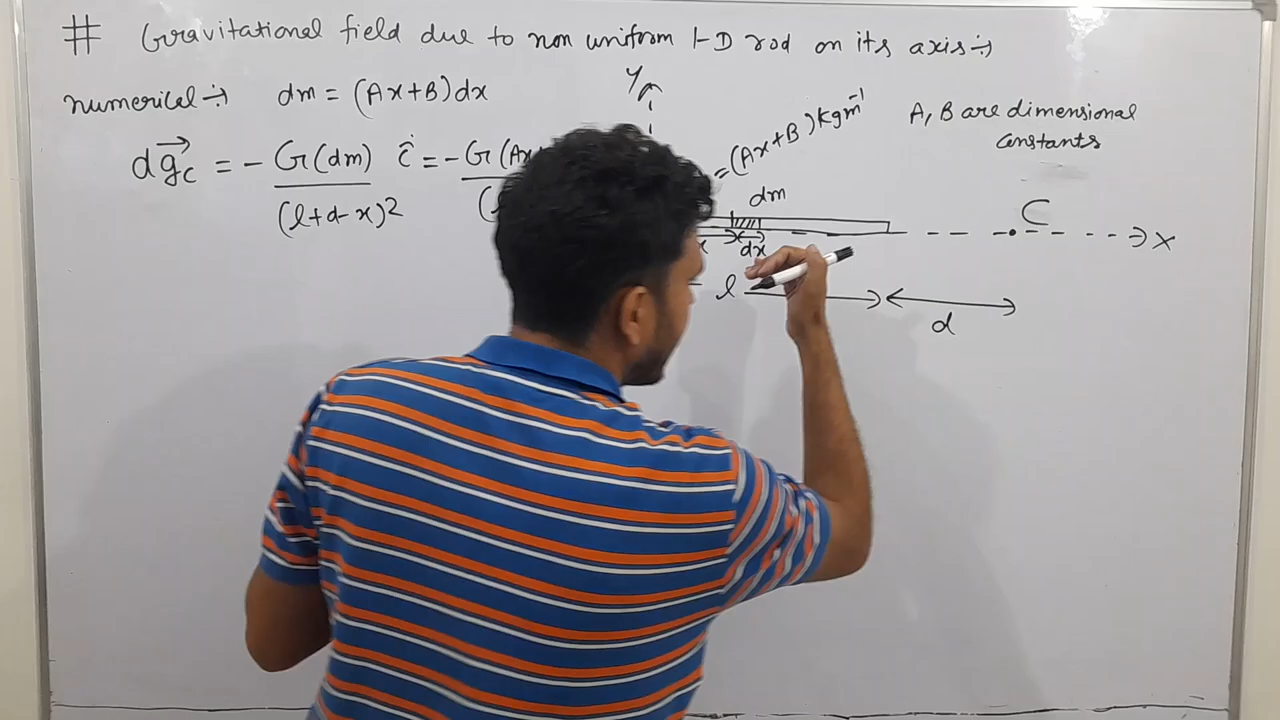 # Gravitational field due to non uniform 1-D rod on its axis÷)
numerical÷) dm = (Ax+B)dx
y
=(Ax+B)kgm⁻¹
A, B are dimensional
constants
dg⃗c = - G(dm) / (l+d-x)² î = - G(Ax
dm
C
x dx
x
l
d